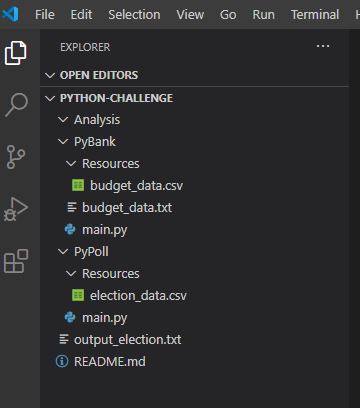 File Edit Selection View Go Run Terminal
EXPLORER
OPEN EDITORS
PYTHON-CHALLENGE
Analysis
PyBank
Resources
budget_data.csv
budget_data.txt
main.py
PyPoll
Resources
election_data.csv
main.py
output_election.txt
README.md